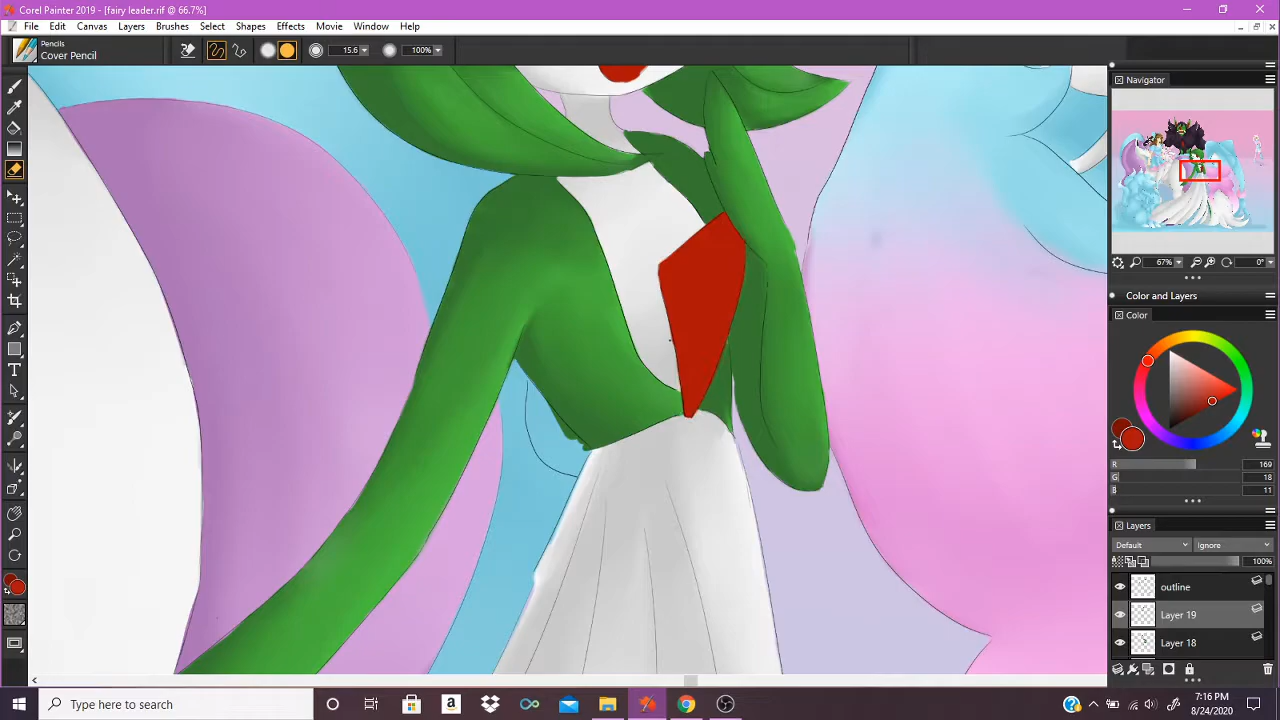 Corel Painter 2019 - [fairy leader.rif @ 66.7%]
File Edit Canvas Layers Brushes Select Shapes Effects Movie Window Help
Pencils
Cover Pencil
15.6 100%
Navigator
67% 0°
Color and Layers
Color
R 169
G 18
B 11
Layers
Default Ignore
100%
outline
Layer 19
Layer 18
T
Type here to search
a
7:16 PM
8/24/2020